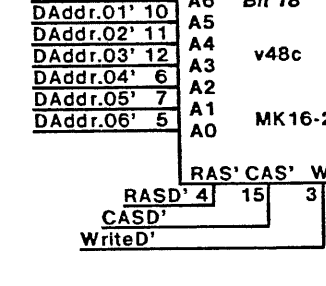 A6 Bit 18
DAddr.01' 10 A5
DAddr.02' 11 A4 v48c
DAddr.03' 12 A3
DAddr.04' 6 A2
DAddr.05' 7 A1 MK16-
DAddr.06' 5 A0
RAS' CAS' W
RASD' 4 15 3
CASD'
WriteD'